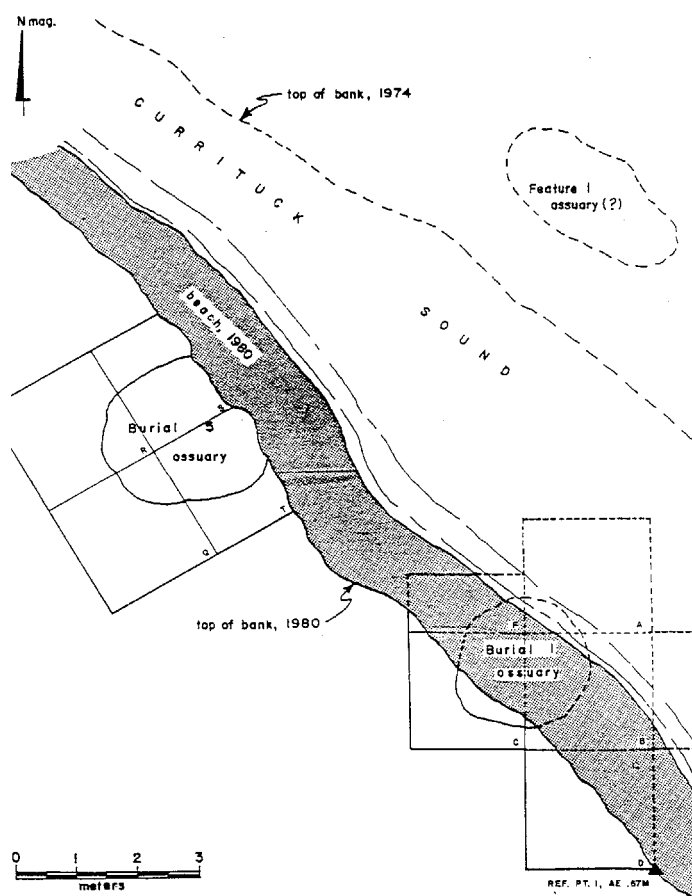 N mag.
top of bank, 1974
CURRITUCK
SOUND
Feature 1
assuary (?)
beach, 1980
Burial 5
ossuary
S
R
Q
T
top of bank, 1980
F
A
Burial 1
ossuary
C
B
D
0 1 2 3
meters
REF. PT. 1, AE .67M